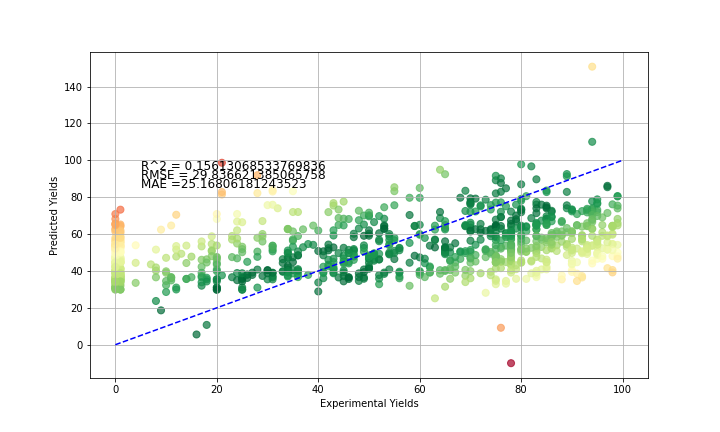 140
120
100
80
60
40
20
0
Predicted Yields
R^2 = 0.15613068533769836
RMSE = 29.836621385065758
MAE =25.16806181243523
0 20 40 60 80 100
Experimental Yields